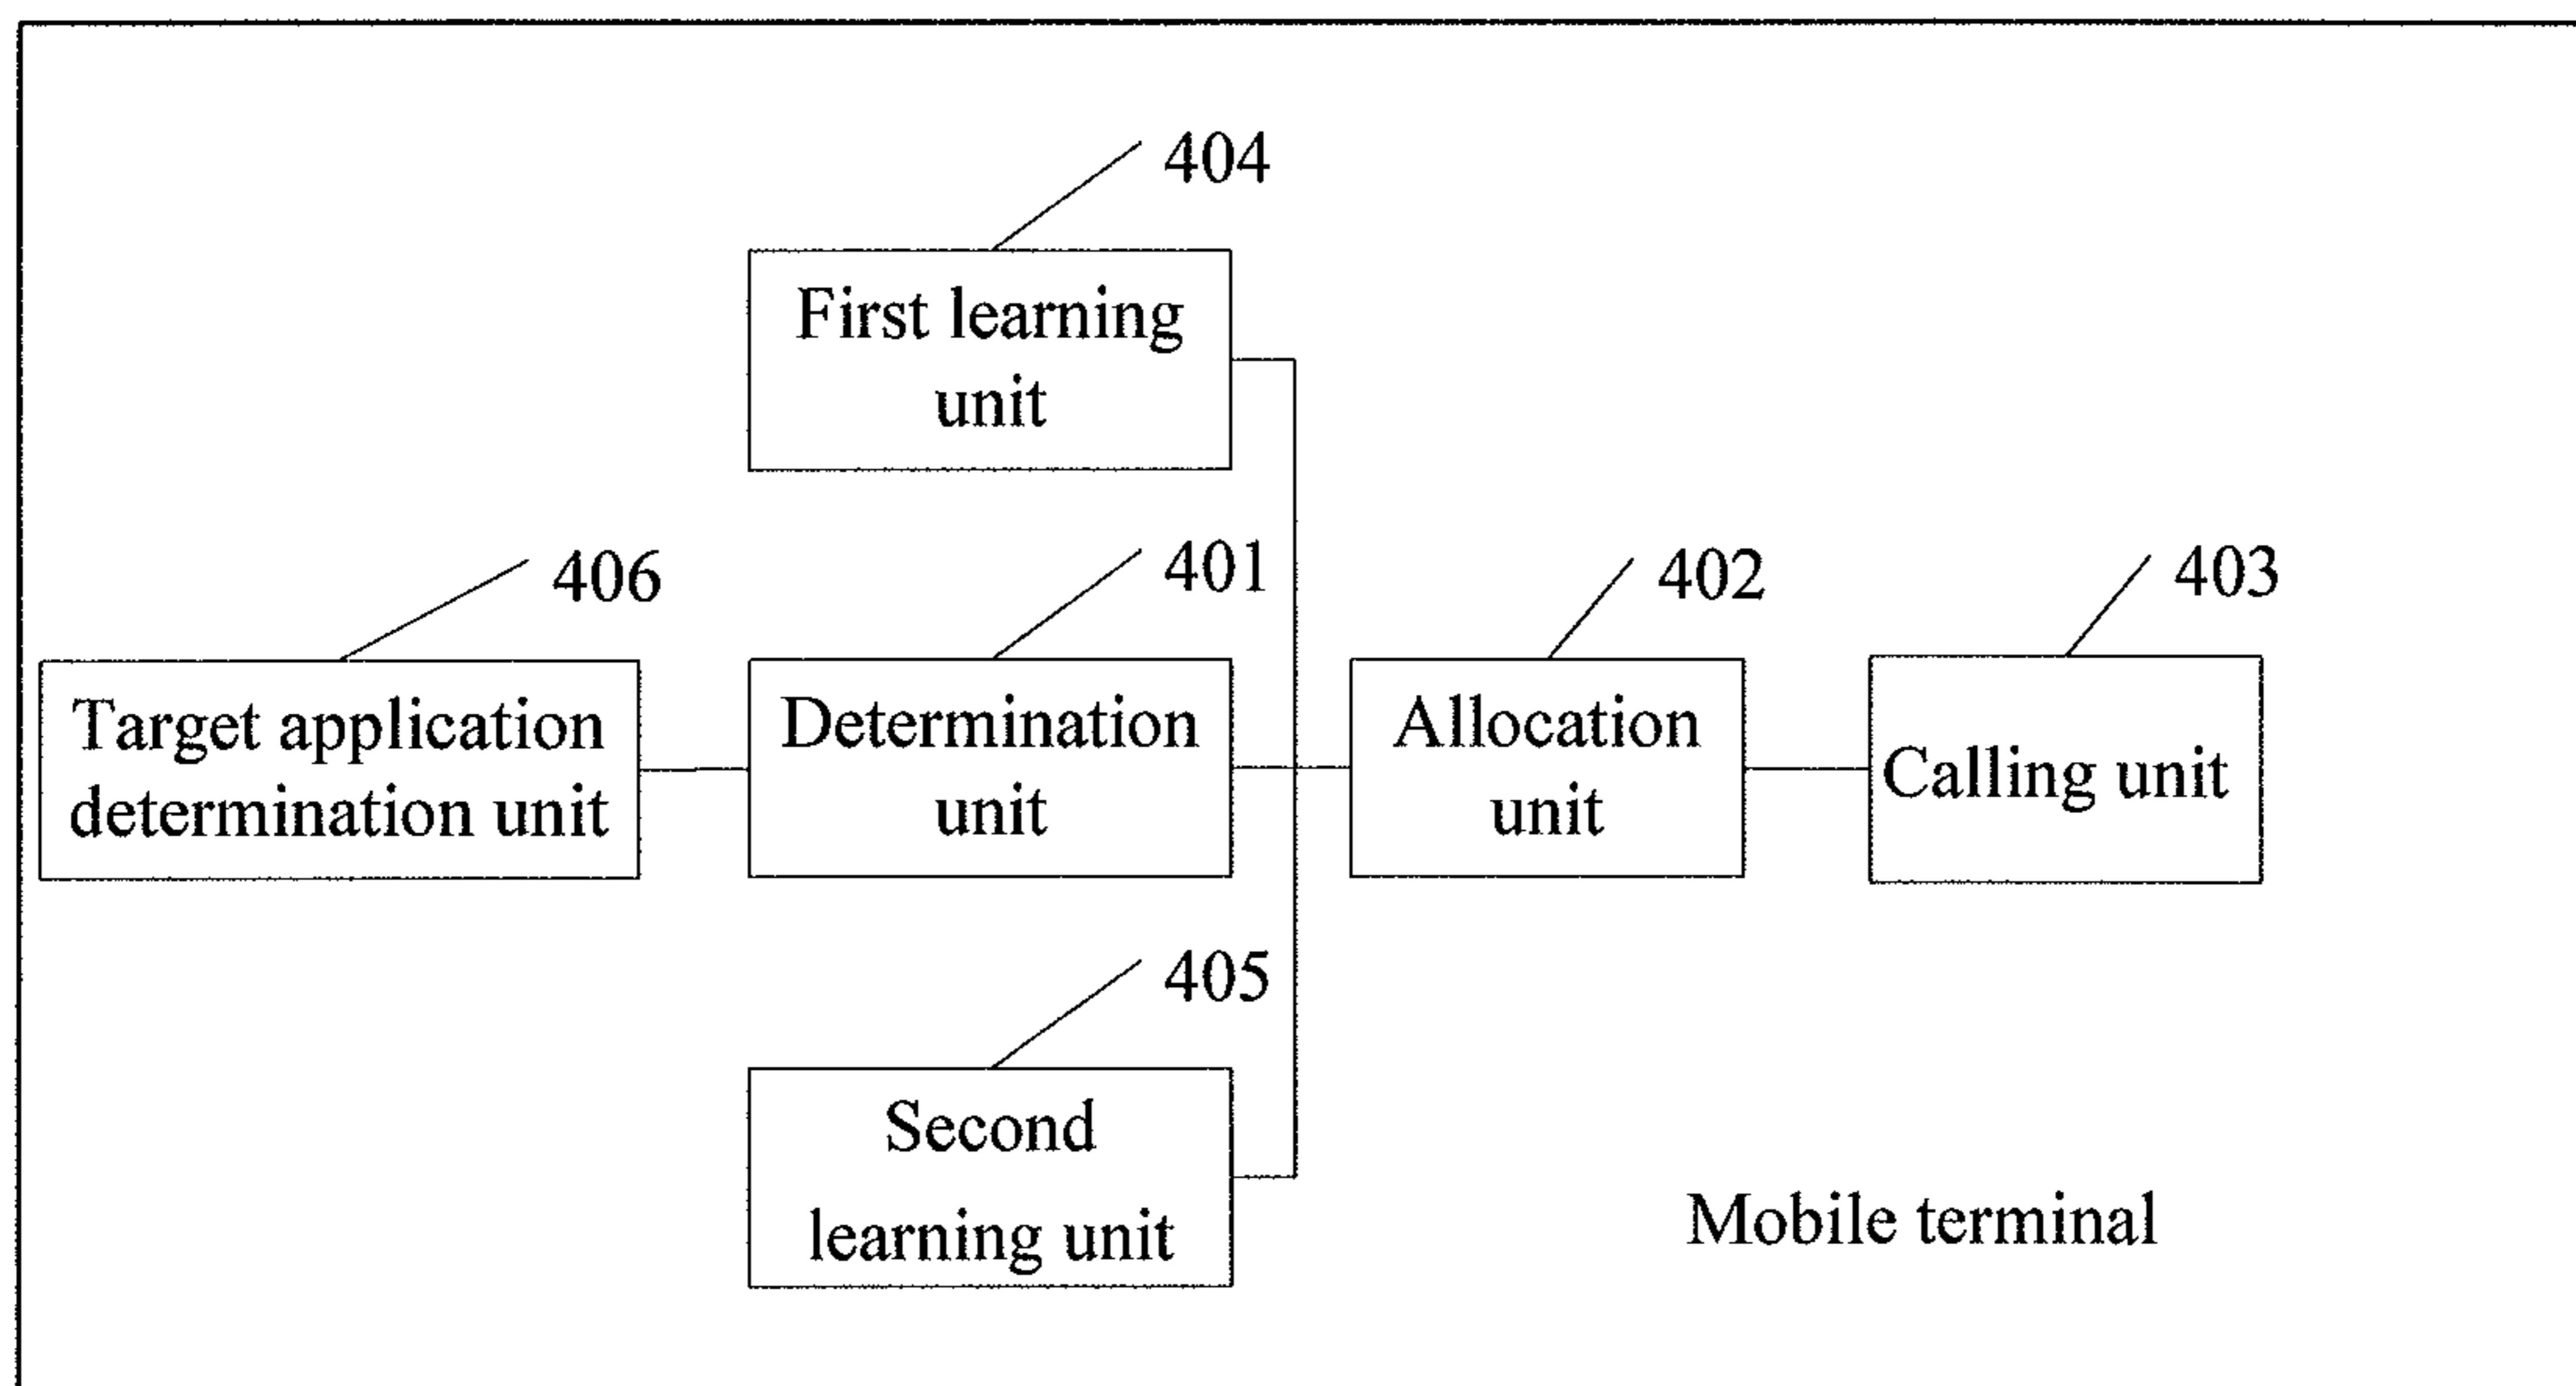 404
First learning
unit
406
401
402
403
Target application
determination unit
Determination
unit
Allocation
unit
Calling unit
405
Second
learning unit
Mobile terminal